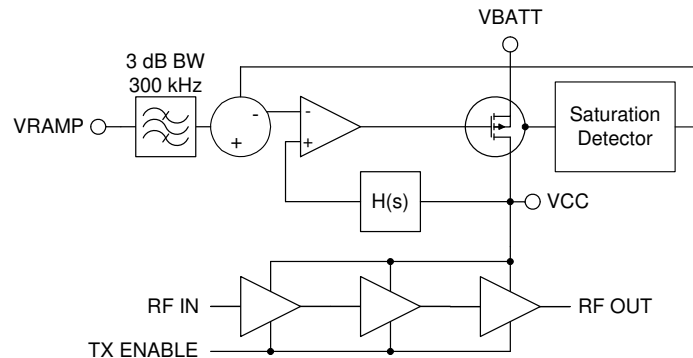 VBATT
3 dB BW
300 kHz
VRAMP
-
+
-
+
Saturation
Detector
H(s)
VCC
RF IN
RF OUT
TX ENABLE